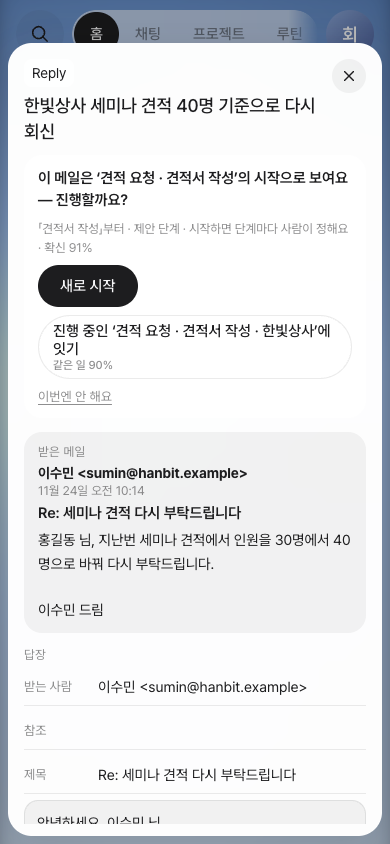 홈
채팅
프로젝트
루틴
회
Reply
한빛상사 세미나 견적 40명 기준으로 다시
회신
이 메일은 ‘견적 요청 · 견적서 작성’의 시작으로 보여요
— 진행할까요?
「견적서 작성」부터 · 제안 단계 · 시작하면 단계마다 사람이 정해요
· 확신 91%
새로 시작
진행 중인 ‘견적 요청 · 견적서 작성 · 한빛상사’에
잇기
같은 일 90%
이번엔 안 해요
받은 메일
이수민 <sumin@hanbit.example>
11월 24일 오전 10:14
Re: 세미나 견적 다시 부탁드립니다
홍길동 님, 지난번 세미나 견적에서 인원을 30명에서 40
명으로 바꿔 다시 부탁드립니다.
이수민 드림
답장
받는 사람 이수민 <sumin@hanbit.example>
참조
제목 Re: 세미나 견적 다시 부탁드립니다
안녕하세요, 이수민 님